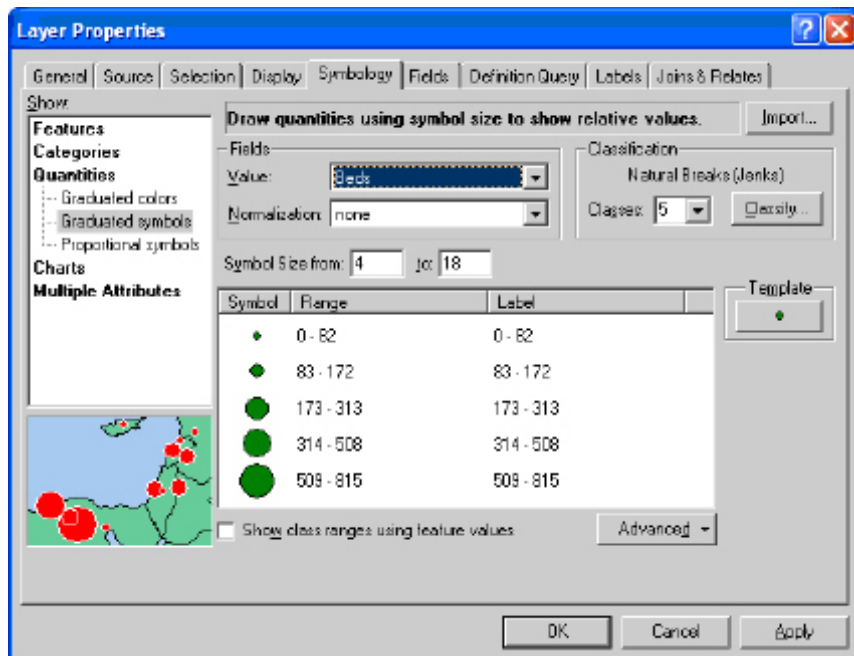 Layer Properties
General Source Selection Display Symbology Fields Definition Query Labels Joins & Relates
Show:
Features
Categories
Quantities
Graduated colors
Graduated symbols
Proportional symbols
Charts
Multiple Attributes
Draw quantities using symbol size to show relative values.
Import...
Fields
Value: Beds
Normalization: none
Classification
Natural Breaks (Jenks)
Classes: 5 Classify...
Symbol Size from: 4 to: 18
Symbol Range Label
0 - 82 0 - 82
83 - 172 83 - 172
173 - 313 173 - 313
314 - 508 314 - 508
509 - 815 509 - 815
Template
Show class ranges using feature values
Advanced
OK Cancel Apply